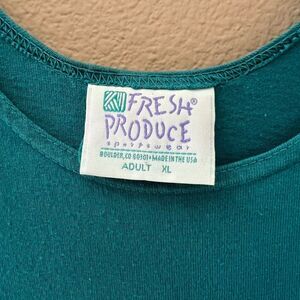 FRESH®
PRODUCE
sportswear
BOULDER, CO 80301 • MADE IN THE USA
ADULT XL